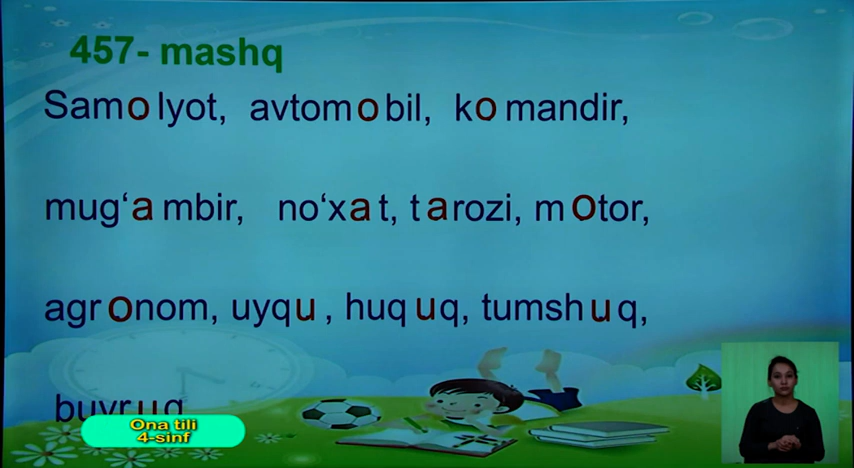 457- mashq
Samolyot, avtomobil, komandir,
mug‘ambir, no‘xat, tarozi, motor,
agronom, uyqu, huquq, tumshuq,
buyruq
Ona tili
4-sinf